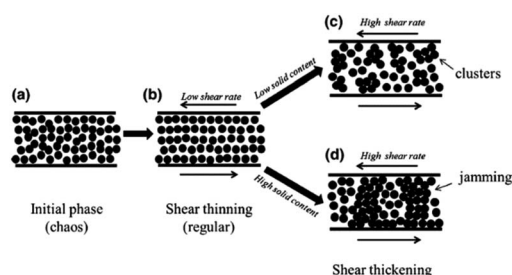 (a)
Initial phase
(chaos)
(b)
Low shear rate
Shear thinning
(regular)
Low solid content
High solid content
(c)
High shear rate
clusters
(d)
High shear rate
jamming
Shear thickening